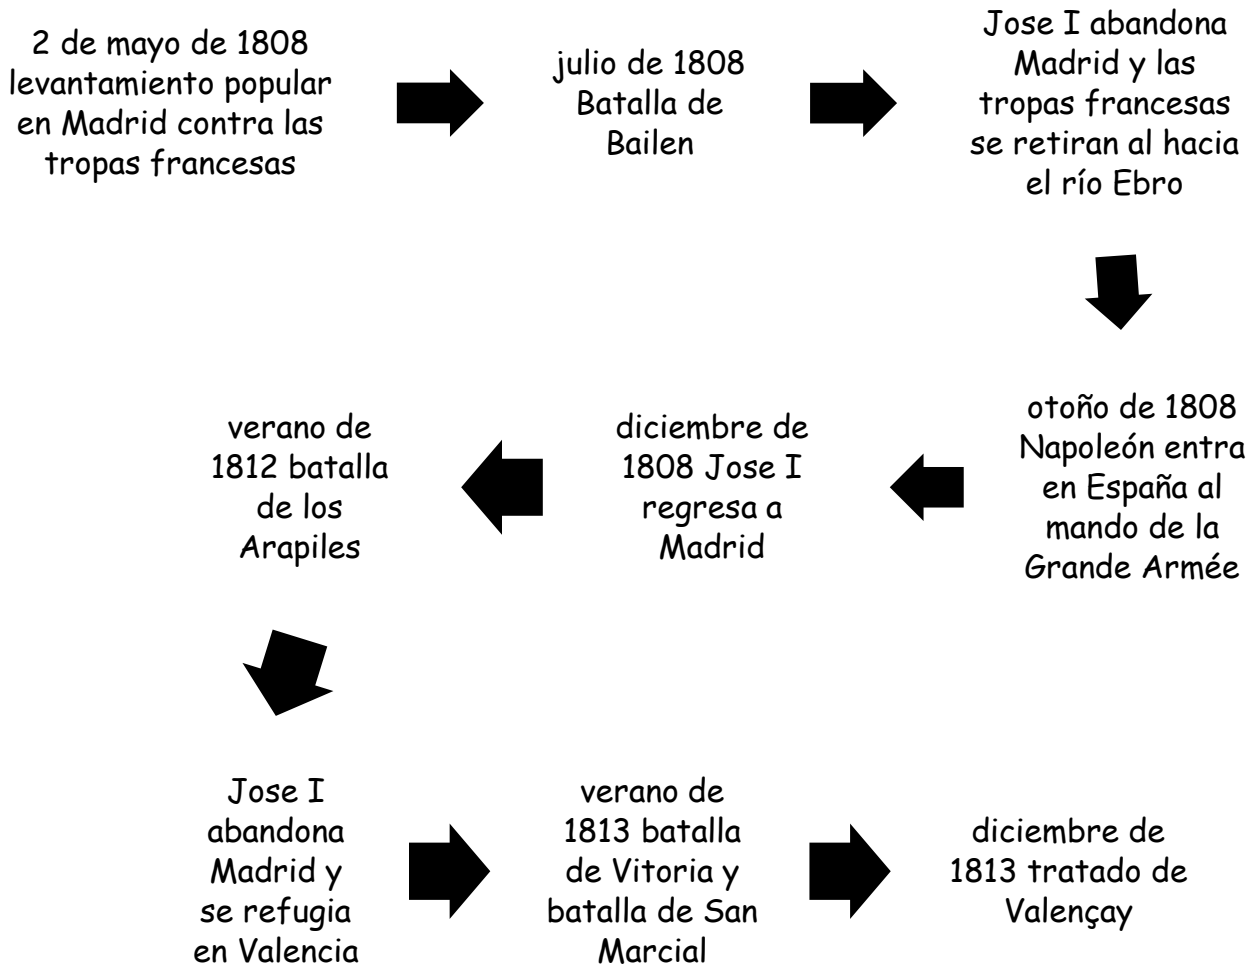 2 de mayo de 1808
levantamiento popular
en Madrid contra las
tropas francesas
julio de 1808
Batalla de
Bailen
Jose I abandona
Madrid y las
tropas francesas
se retiran al hacia
el río Ebro
otoño de 1808
Napoleón entra
en España al
mando de la
Grande Armée
diciembre de
1808 Jose I
regresa a
Madrid
verano de
1812 batalla
de los
Arapiles
Jose I
abandona
Madrid y
se refugia
en Valencia
verano de
1813 batalla
de Vitoria y
batalla de San
Marcial
diciembre de
1813 tratado de
Valençay